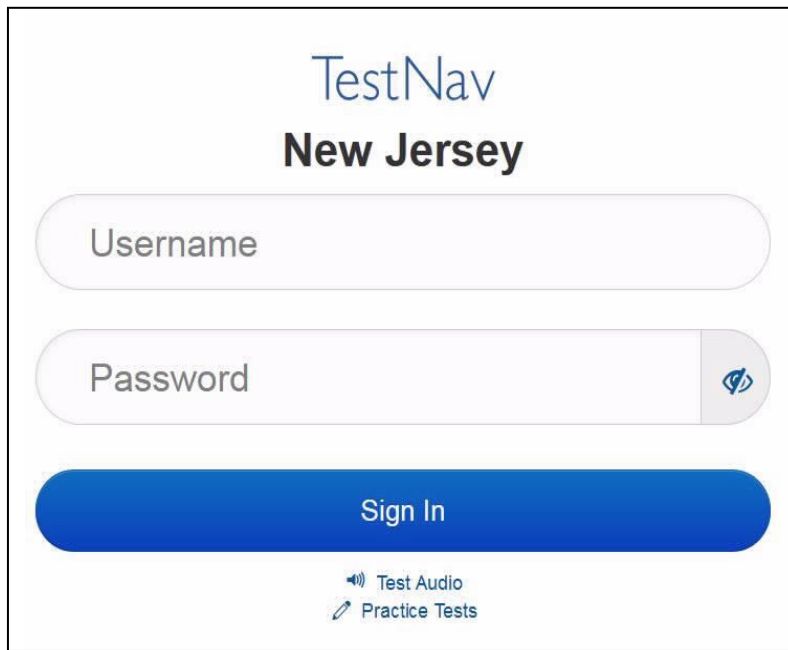 TestNav
New Jersey
Username
Password
Sign In
Test Audio
Practice Tests